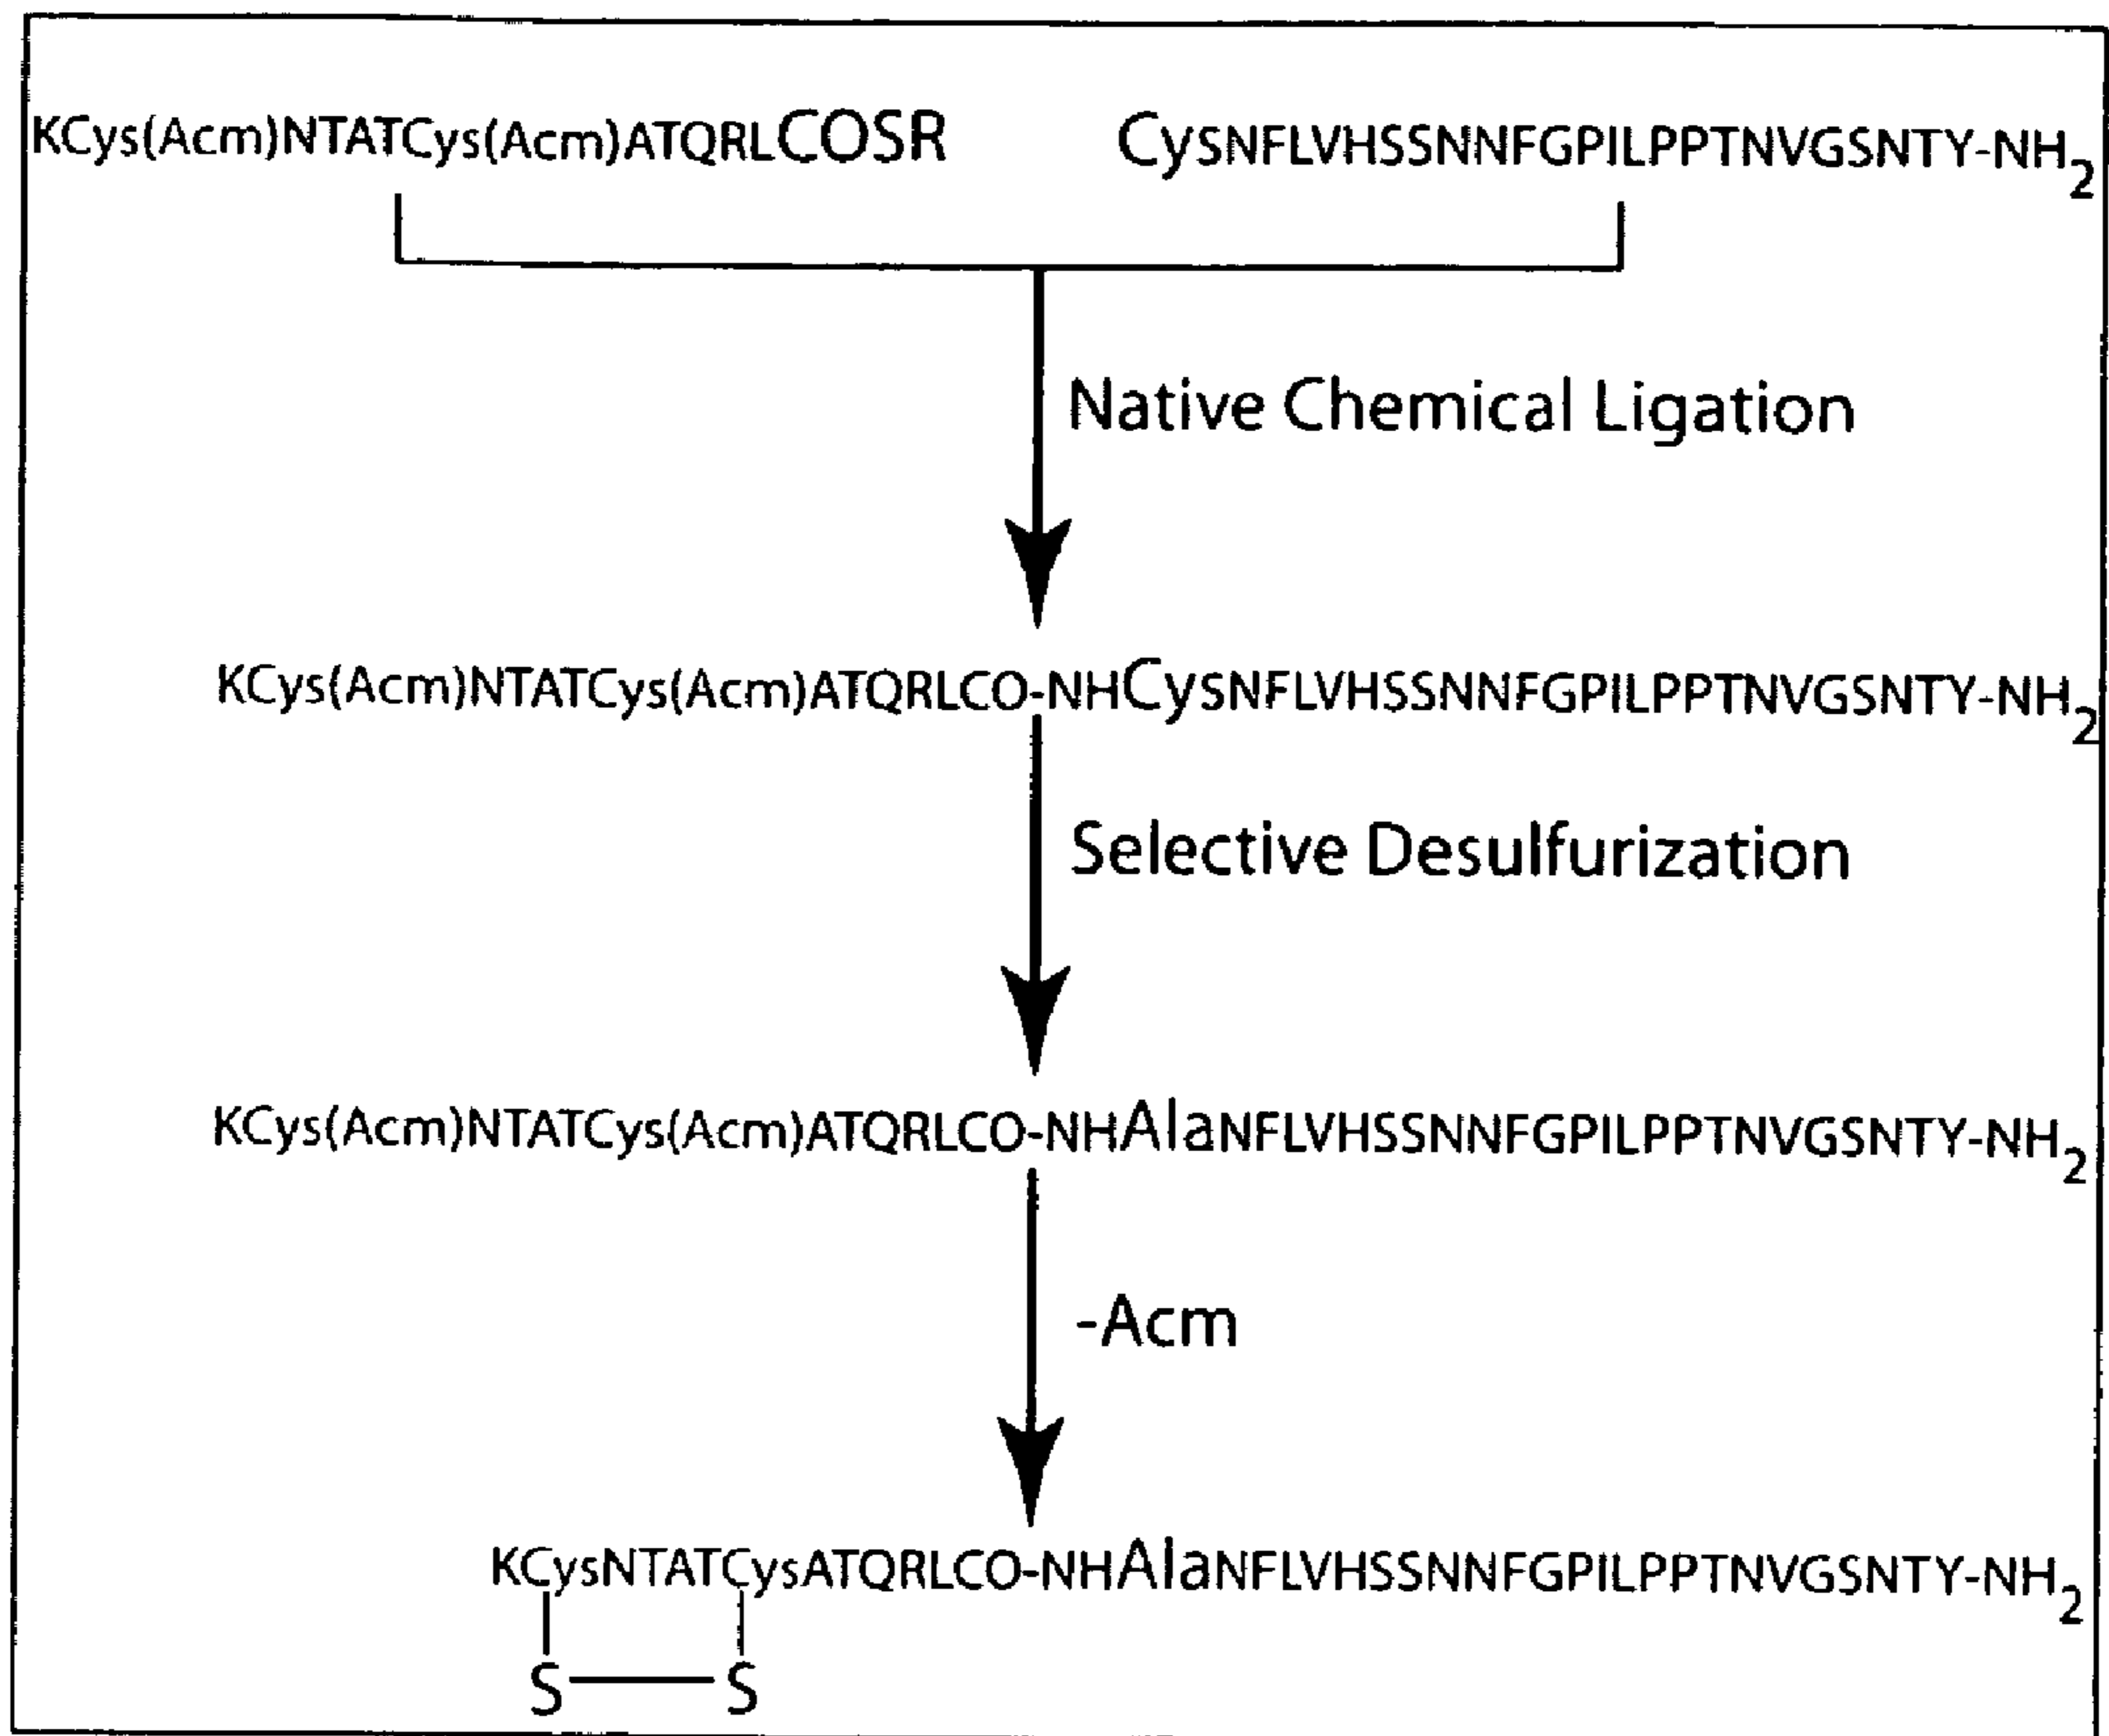 KCys(Acm)NTATCys(Acm)ATQRLCOSR CysNFLVHSSNNFGPILPPTNVGSNTY-NH2
Native Chemical Ligation
KCys(Acm)NTATCys(Acm)ATQRLCO-NHCysNFLVHSSNNFGPILPPTNVGSNTY-NH2
Selective Desulfurization
KCys(Acm)NTATCys(Acm)ATQRLCO-NHAlaNFLVHSSNNFGPILPPTNVGSNTY-NH2
-Acm
KCysNTATCysATQRLCO-NHAlaNFLVHSSNNFGPILPPTNVGSNTY-NH2
S S